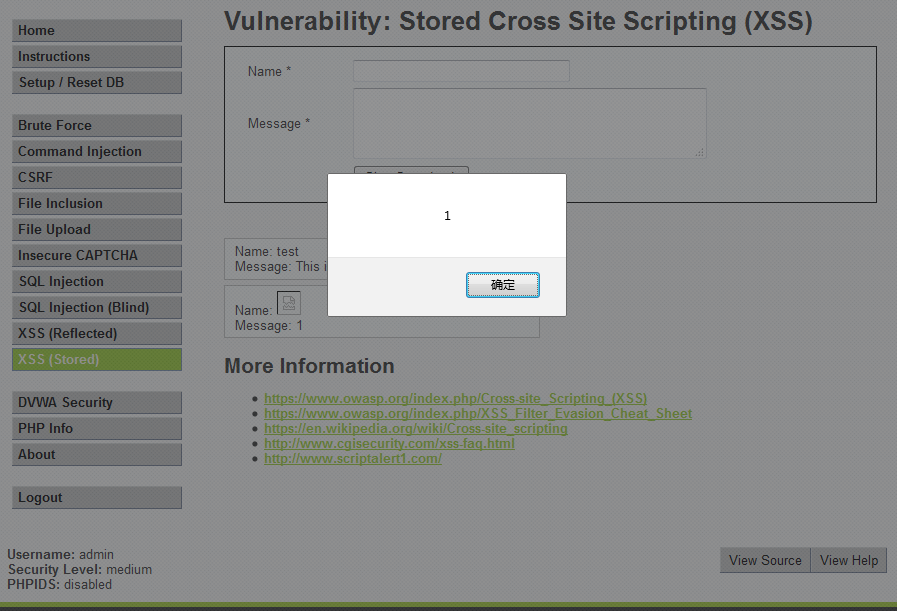 Vulnerability: Stored Cross Site Scripting (XSS)
Home
Instructions
Setup / Reset DB
Brute Force
Command Injection
CSRF
File Inclusion
File Upload
Insecure CAPTCHA
SQL Injection
SQL Injection (Blind)
XSS (Reflected)
XSS (Stored)
DVWA Security
PHP Info
About
Logout
Name *
Message *
1
确定
Name: test
Message: This i
Name:
Message: 1
More Information
https://www.owasp.org/index.php/Cross-site_Scripting_(XSS)
https://www.owasp.org/index.php/XSS_Filter_Evasion_Cheat_Sheet
https://en.wikipedia.org/wiki/Cross-site_scripting
http://www.cgisecurity.com/xss-faq.html
http://www.scriptalert1.com/
Username: admin
Security Level: medium
PHPIDS: disabled
View Source
View Help